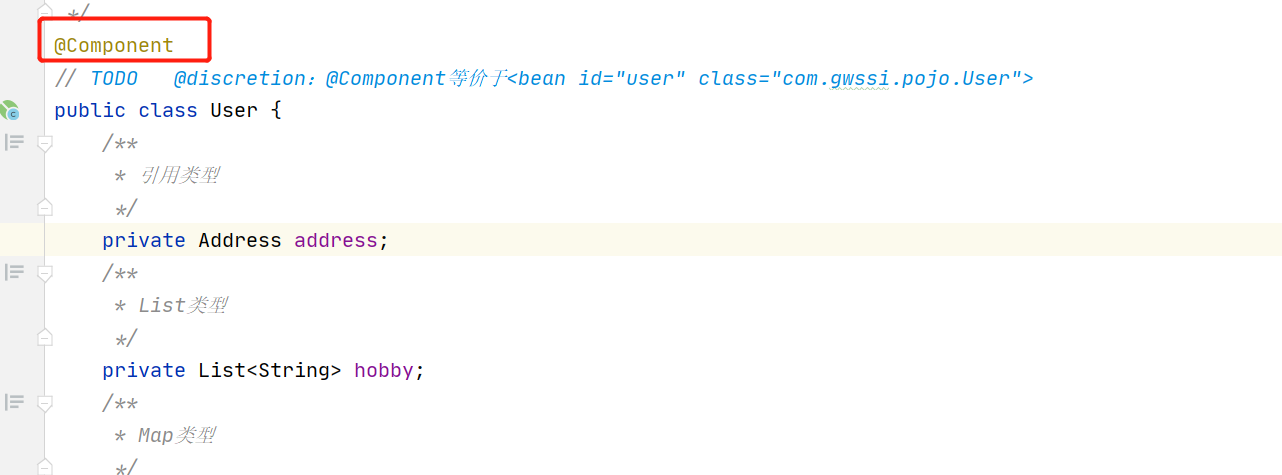 */
@Component
// TODO   @discretion：@Component等价于<bean id="user" class="com.gwssi.pojo.User">
public class User {
/**
* 引用类型
*/
private Address address;
/**
* List类型
*/
private List<String> hobby;
/**
* Map类型
*/